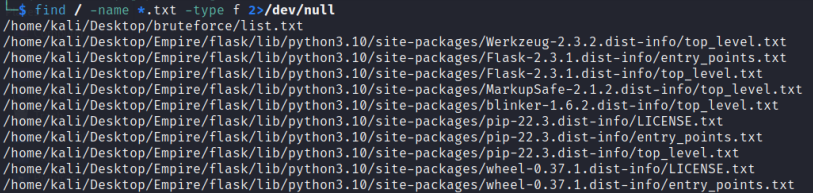 └─$ find / -name *.txt -type f 2>/dev/null
/home/kali/Desktop/bruteforce/list.txt
/home/kali/Desktop/Empire/flask/lib/python3.10/site-packages/Werkzeug-2.3.2.dist-info/top_level.txt
/home/kali/Desktop/Empire/flask/lib/python3.10/site-packages/Flask-2.3.1.dist-info/entry_points.txt
/home/kali/Desktop/Empire/flask/lib/python3.10/site-packages/Flask-2.3.1.dist-info/top_level.txt
/home/kali/Desktop/Empire/flask/lib/python3.10/site-packages/MarkupSafe-2.1.2.dist-info/top_level.txt
/home/kali/Desktop/Empire/flask/lib/python3.10/site-packages/blinker-1.6.2.dist-info/top_level.txt
/home/kali/Desktop/Empire/flask/lib/python3.10/site-packages/pip-22.3.dist-info/LICENSE.txt
/home/kali/Desktop/Empire/flask/lib/python3.10/site-packages/pip-22.3.dist-info/entry_points.txt
/home/kali/Desktop/Empire/flask/lib/python3.10/site-packages/pip-22.3.dist-info/top_level.txt
/home/kali/Desktop/Empire/flask/lib/python3.10/site-packages/wheel-0.37.1.dist-info/LICENSE.txt
/home/kali/Desktop/Empire/flask/lib/python3.10/site-packages/wheel-0.37.1.dist-info/entry_points.txt